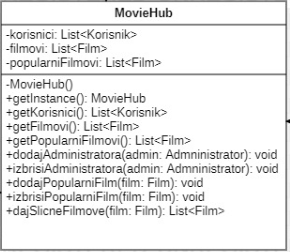 MovieHub
-korisnici: List<Korisnik>
-filmovi: List<Film>
-popularniFilmovi: List<Film>
-MovieHub()
+getInstance(): MovieHub
+getKorisnici(): List<Korisnik>
+getFilmovi(): List<Film>
+getPopularniFilmovi(): List<Film>
+dodajAdministratora(admin: Admninistrator): void
+izbrisiAdministratora(admin: Admninistrator): void
+dodajPopularniFilm(film: Film): void
+izbrisiPopularniFilm(film: Film): void
+dajSlicneFilmove(film: Film): List<Film>